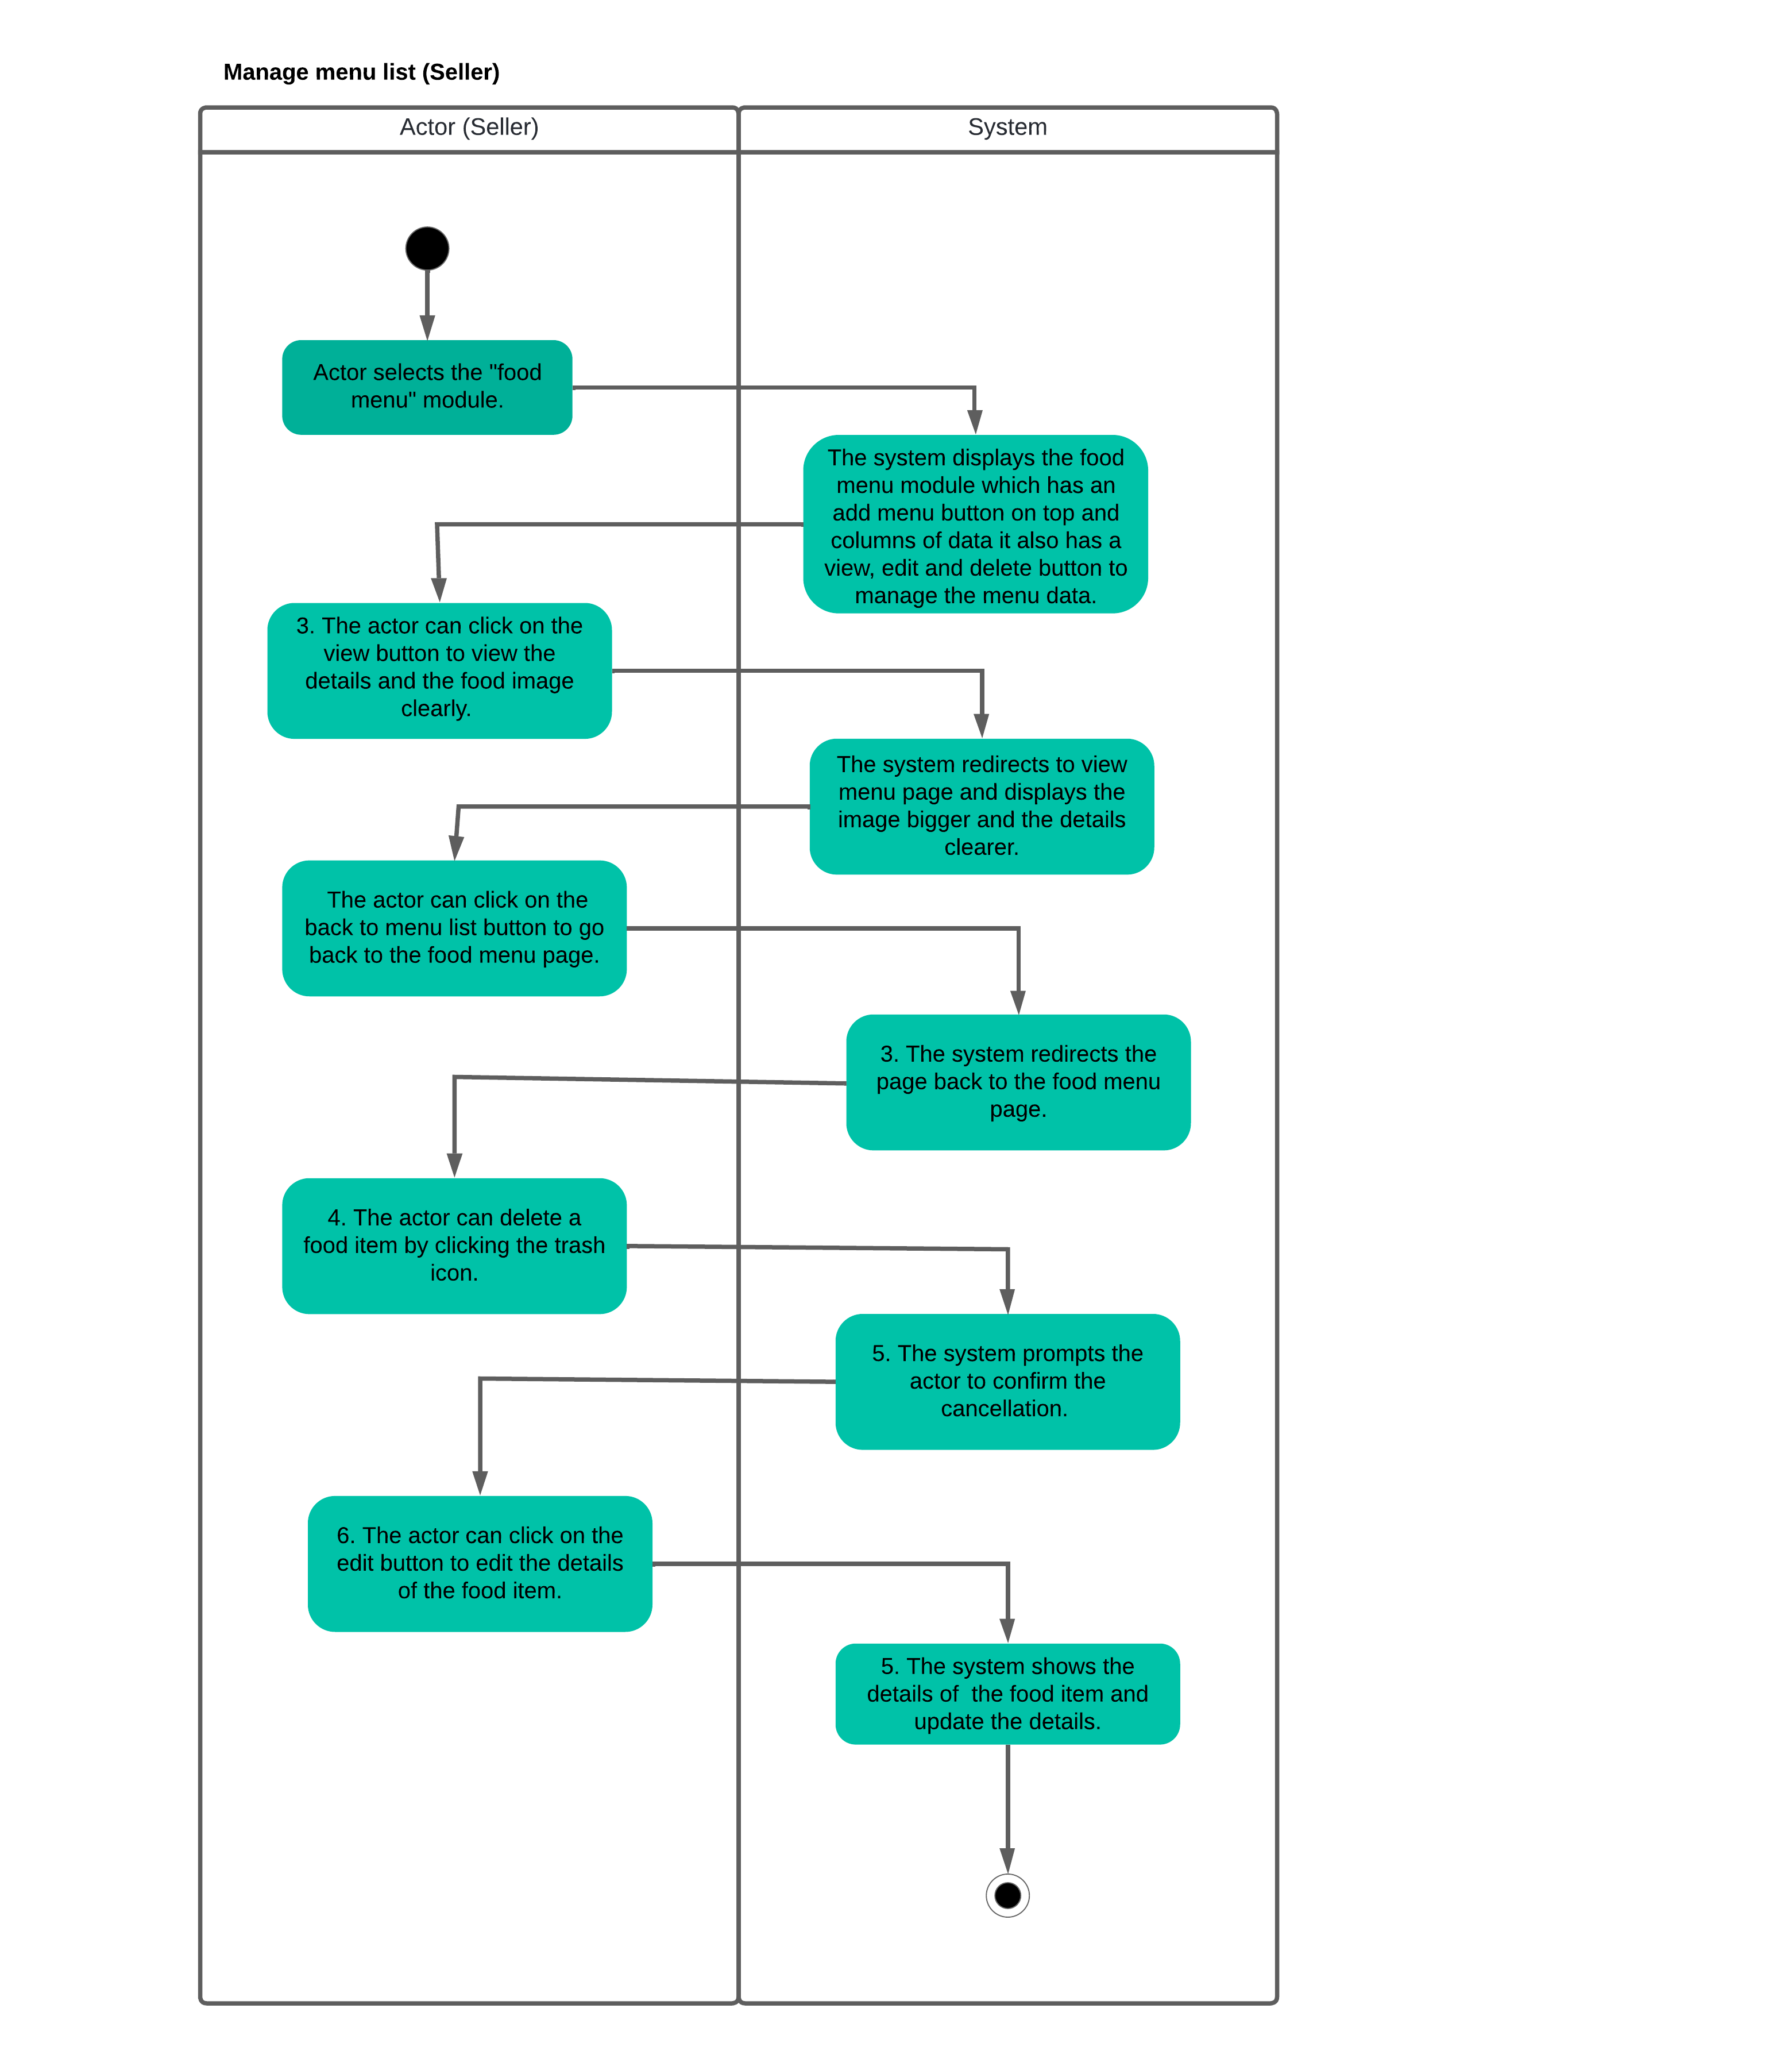 Manage menu list (Seller)
Actor (Seller)
System
Actor selects the "food
menu" module.
The system displays the food
menu module which has an
add menu button on top and
columns of data it also has a
view, edit and delete button to
manage the menu data.
3. The actor can click on the
view button to view the
details and the food image
clearly.
The system redirects to view
menu page and displays the
image bigger and the details
clearer.
The actor can click on the
back to menu list button to go
back to the food menu page.
3. The system redirects the
page back to the food menu
page.
4. The actor can delete a
food item by clicking the trash
icon.
5. The system prompts the
actor to confirm the
cancellation.
6. The actor can click on the
edit button to edit the details
of the food item.
5. The system shows the
details of  the food item and
update the details.